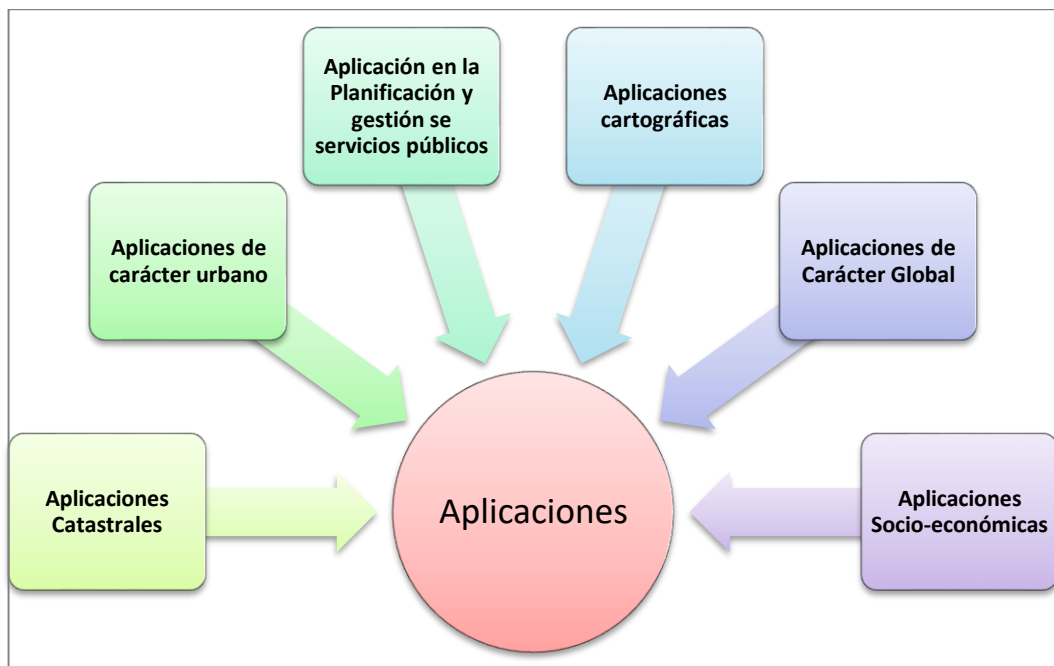 Aplicación en la
Planificación y
gestión se
servicios públicos
Aplicaciones
cartográficas
Aplicaciones de
carácter urbano
Aplicaciones de
Carácter Global
Aplicaciones
Catastrales
Aplicaciones
Aplicaciones
Socio-económicas